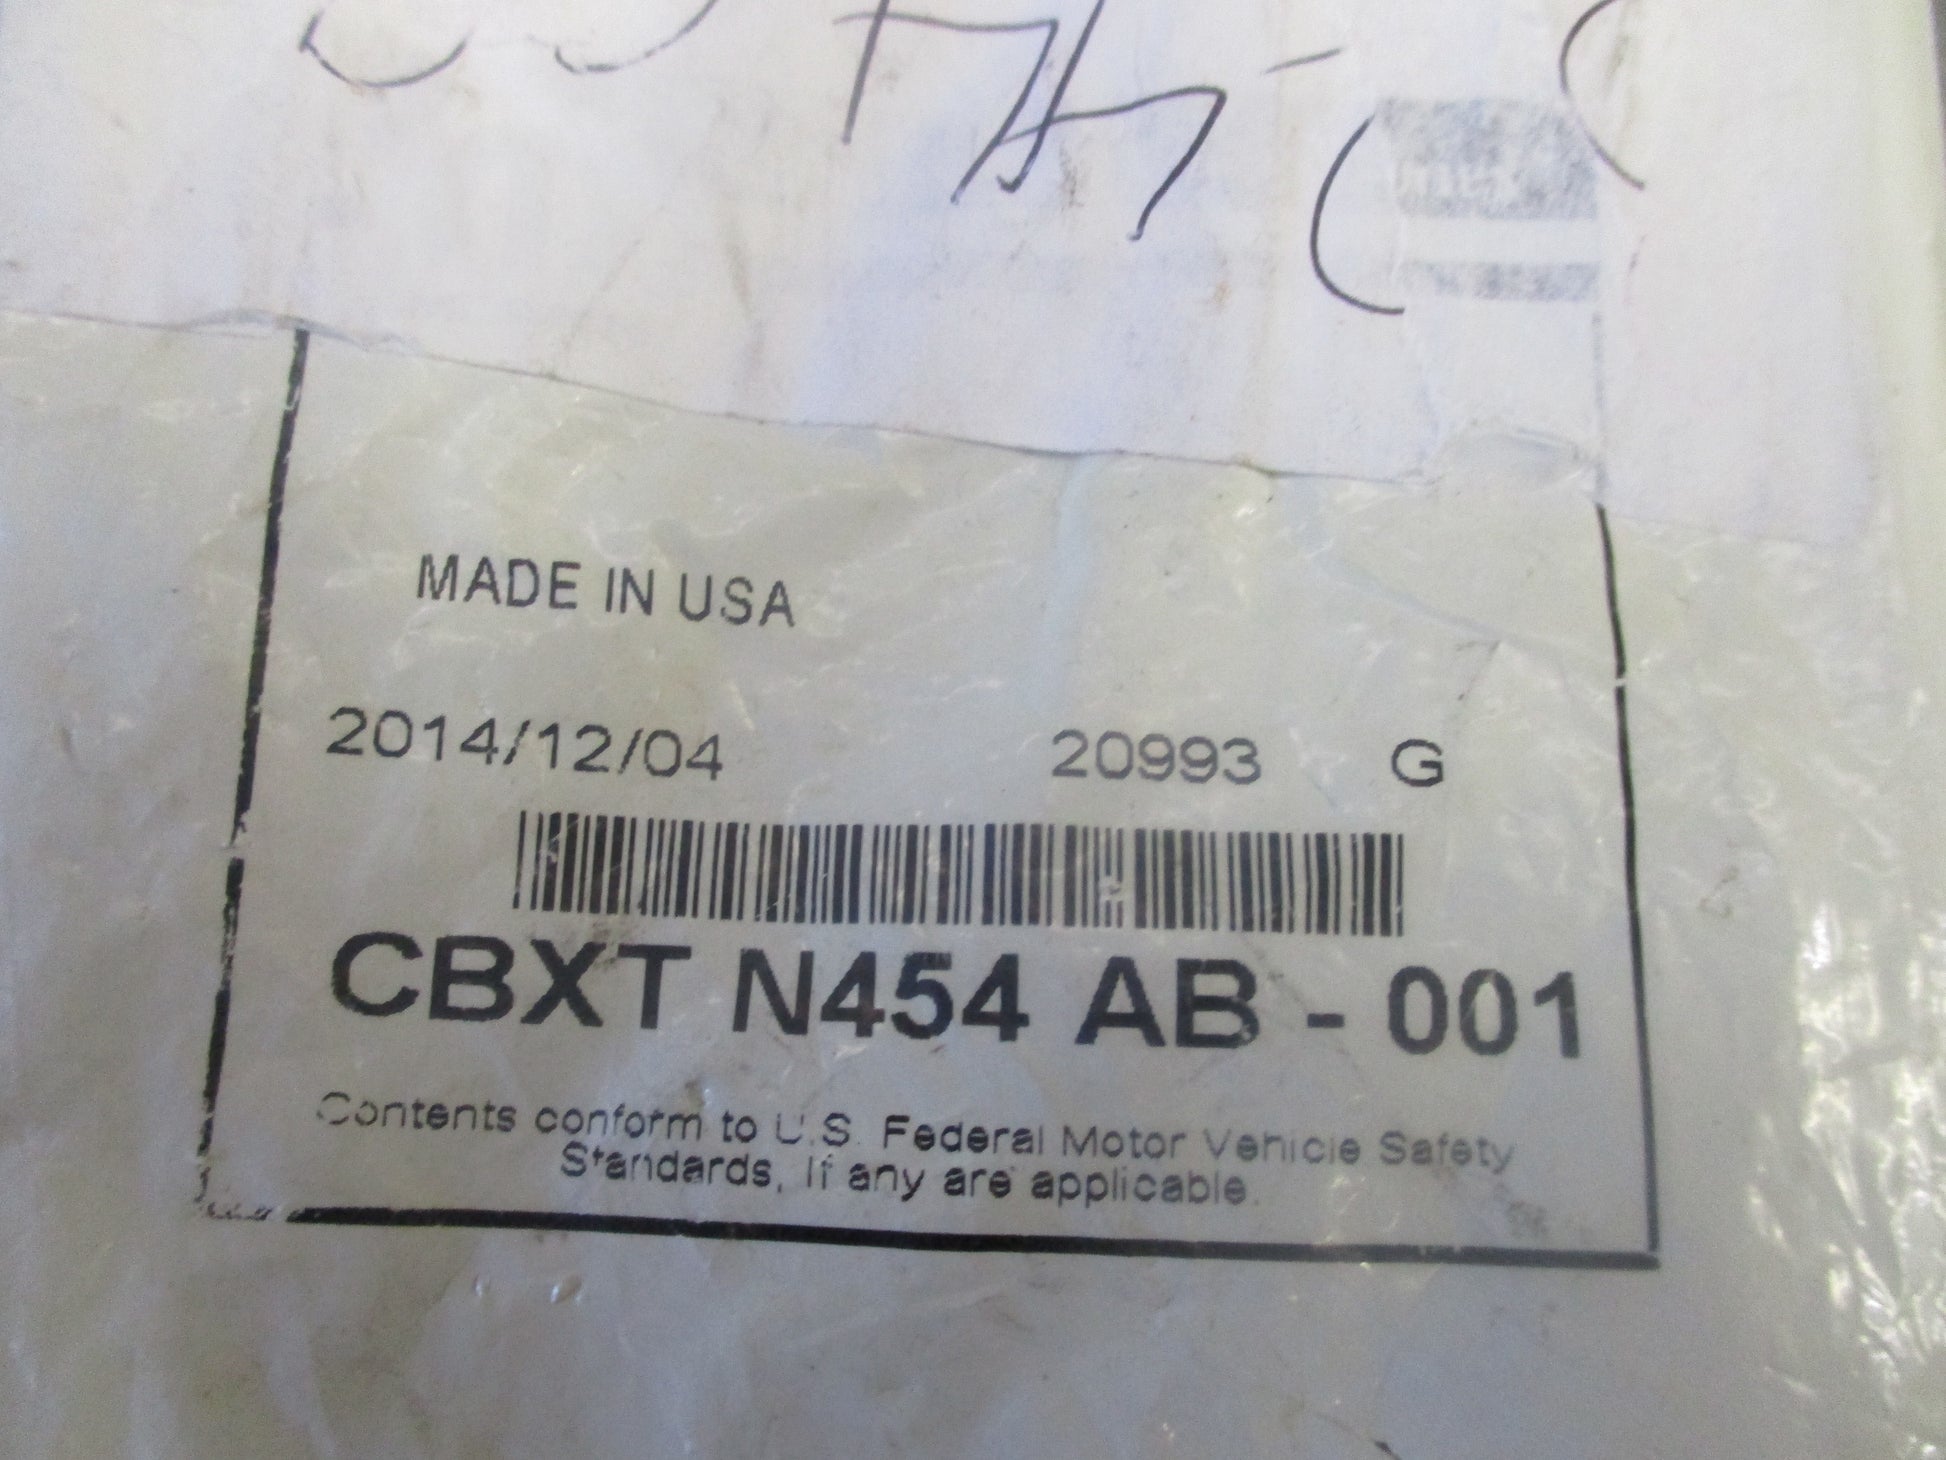 MADE IN USA
2014/12/04 20993 G
CBXT N454 AB - 001
Contents conform to U.S. Federal Motor Vehicle Safety
Standards, If any are applicable.